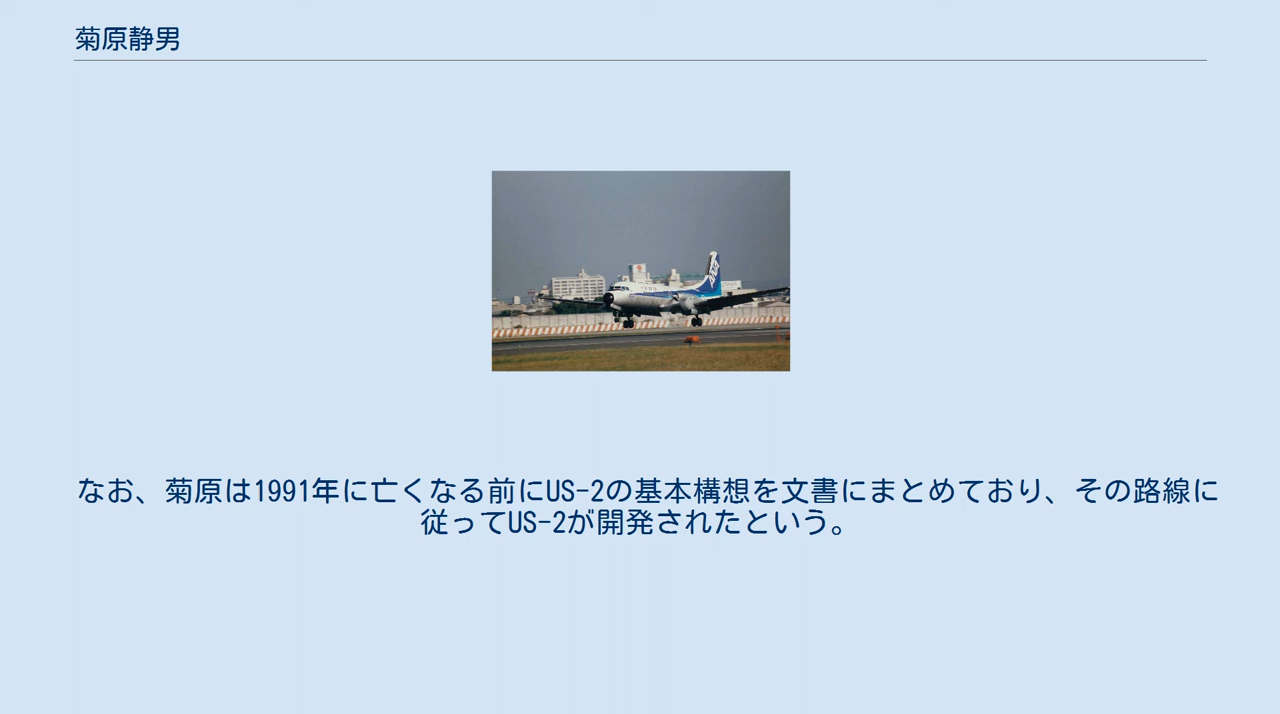 菊原静男
なお、菊原は1991年に亡くなる前にUS-2の基本構想を文書にまとめており、その路線に
従ってUS-2が開発されたという。